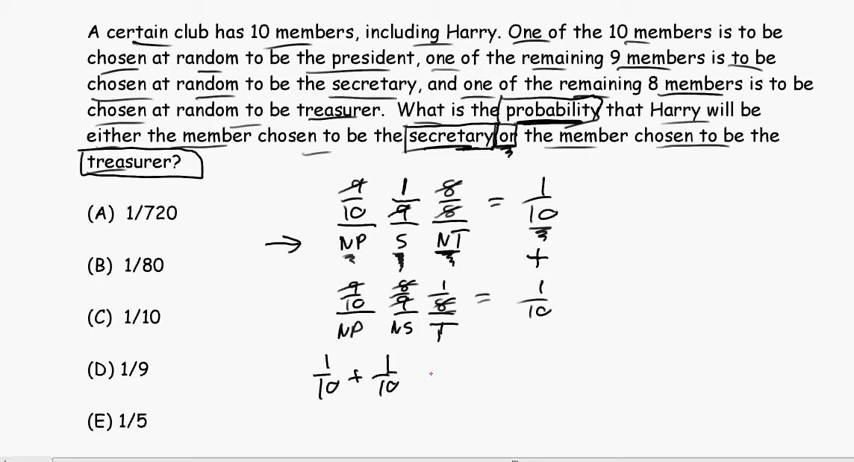 A certain club has 10 members, including Harry. One of the 10 members is to be
chosen at random to be the president, one of the remaining 9 members is to be
chosen at random to be the secretary, and one of the remaining 8 members is to be
chosen at random to be treasurer. What is the probability that Harry will be
either the member chosen to be the secretary or the member chosen to be the
treasurer?
(A) 1/720
(B) 1/80
(C) 1/10
(D) 1/9
(E) 1/5
→ 9/10 1/9 8/8 = 1/10
NP S NT +
9/10 8/9 1/8 = 1/10
NP NS T
1/10 + 1/10